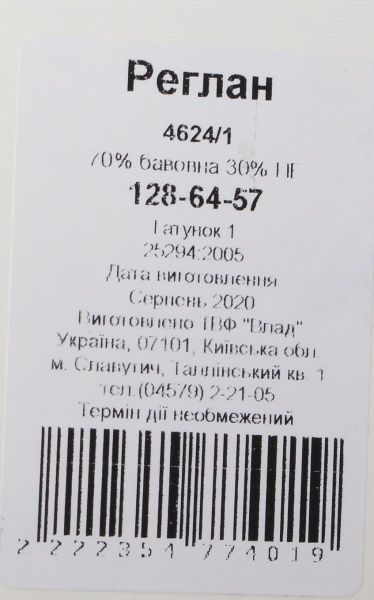 Реглан
4624/1
70% бавовна 30% ПЕ
128-64-57
Гатунок 1
25294:2005
Дата виготовлення
Серпень 2020
Виготовлено ТВФ "Влад"
Україна, 07101, Київська обл.
м. Славутич, Таллінський кв. 1
тел.(04579) 2-21-05
Термін дії необмежений
2 222354 774019